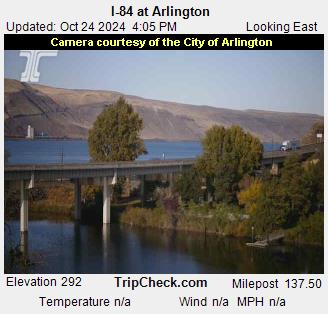 I-84 at Arlington
Updated: Oct 24 2024 4:05 PM Looking East
Camera courtesy of the City of Arlington
Elevation 292 TripCheck.com Milepost 137.50
Temperature n/a Wind n/a MPH n/a